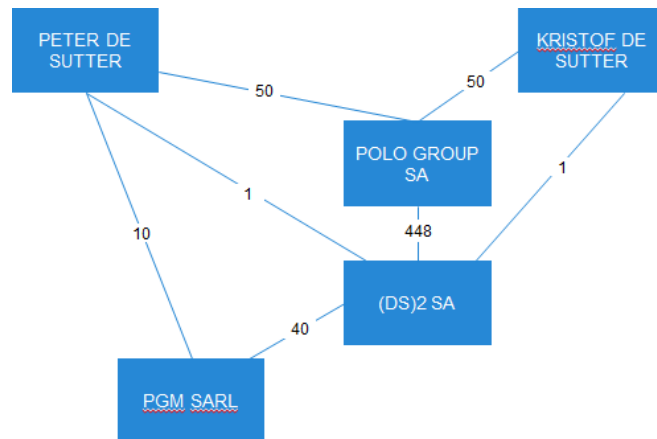 PETER DE
SUTTER
KRISTOF DE
SUTTER
50
50
POLO GROUP
SA
1
1
448
10
(DS)2 SA
40
PGM SARL